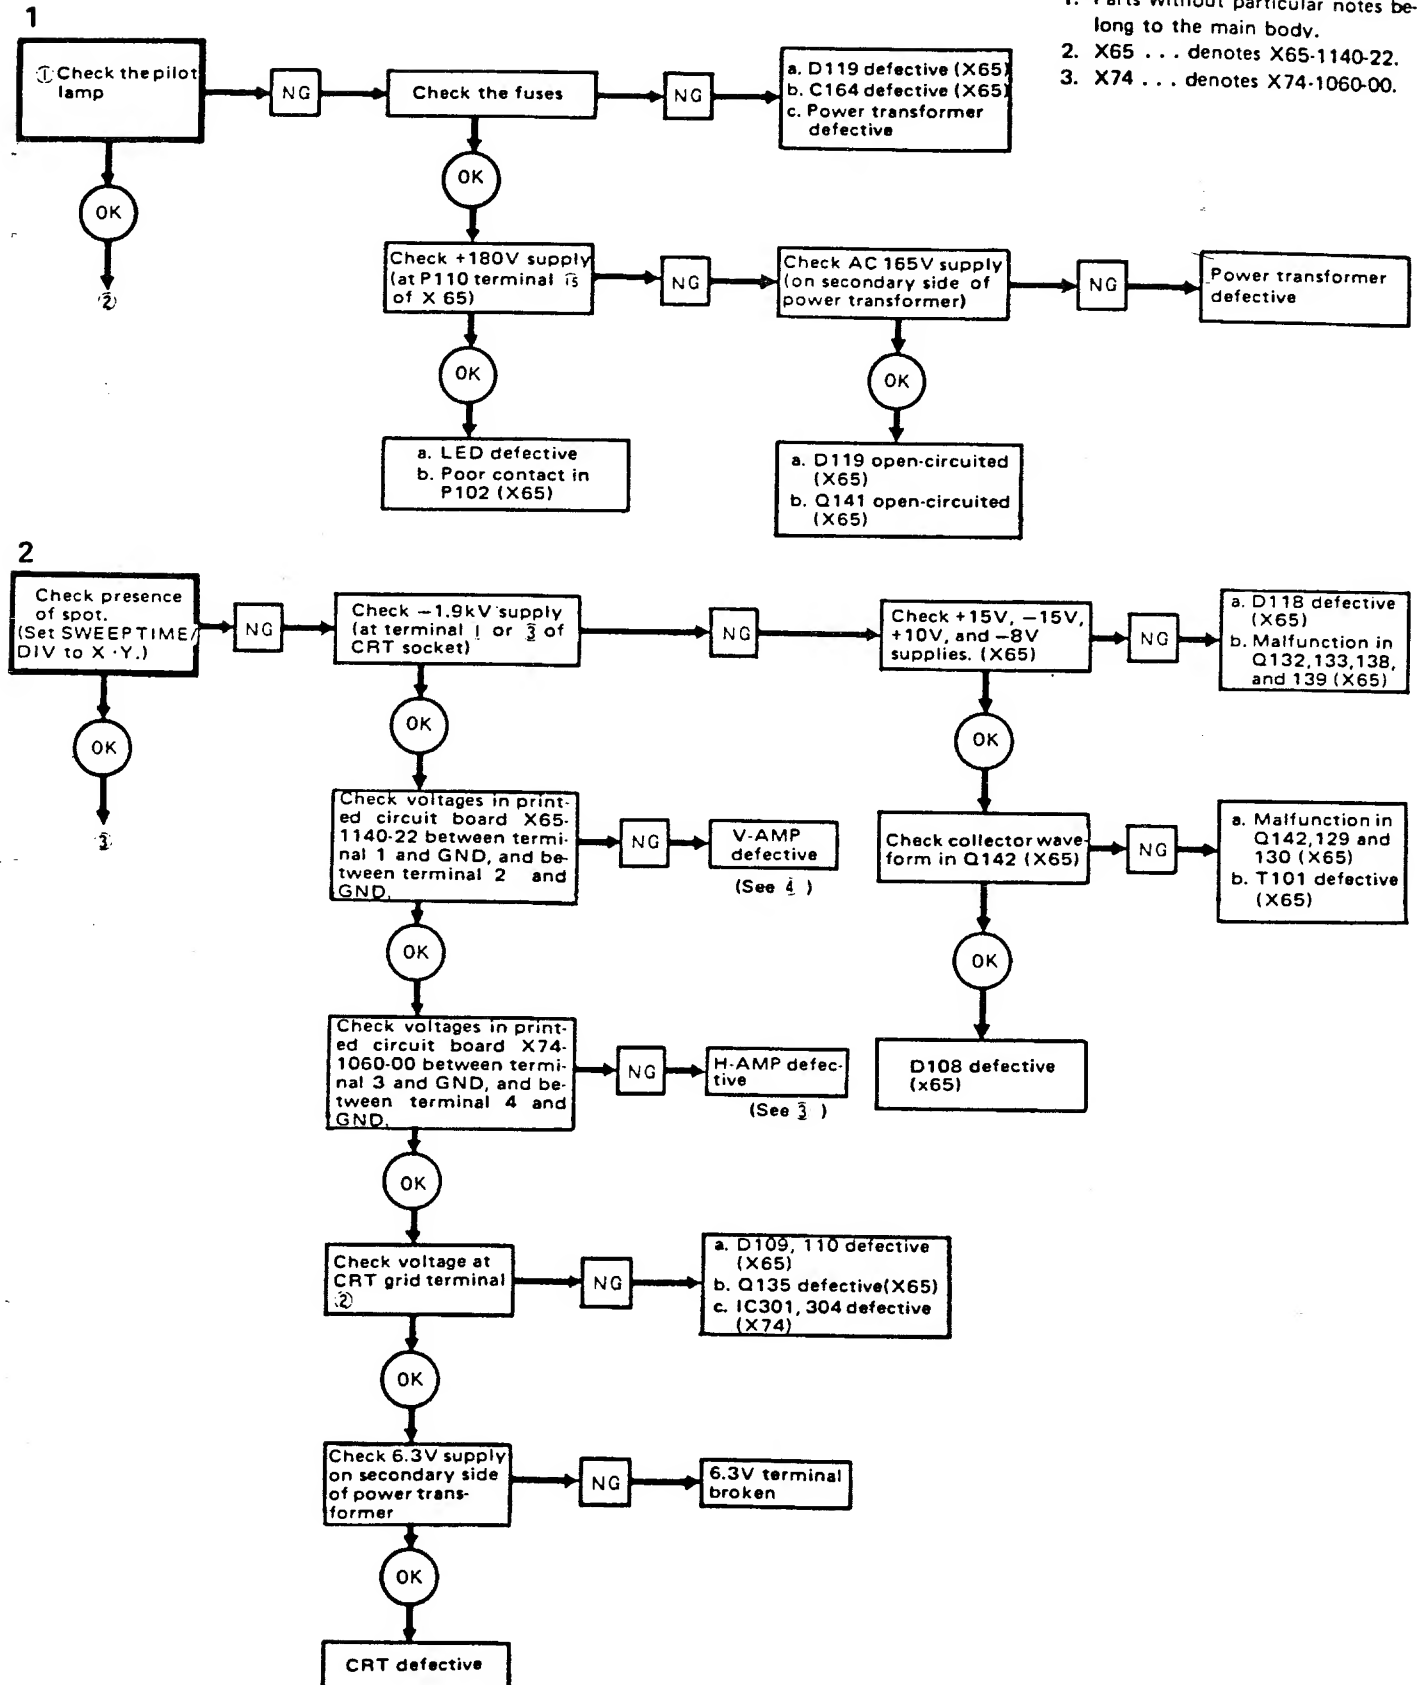 1. Parts without particular notes be-
long to the main body.
2. X65 ... denotes X65-1140-22.
3. X74 ... denotes X74-1060-00.
1
① Check the pilot
lamp
NG
Check the fuses
NG
a. D119 defective (X65)
b. C164 defective (X65)
c. Power transformer
defective
OK
②
OK
Check +180V supply
(at P110 terminal 15
of X 65)
NG
Check AC 165V supply
(on secondary side of
power transformer)
NG
Power transformer
defective
OK
a. LED defective
b. Poor contact in
P102 (X65)
OK
a. D119 open-circuited
(X65)
b. Q141 open-circuited
(X65)
2
Check presence
of spot.
(Set SWEEPTIME/
DIV to X·Y.)
NG
Check −1.9kV supply
(at terminal 1 or 3 of
CRT socket)
NG
Check +15V, −15V,
+10V, and −8V
supplies. (X65)
NG
a. D118 defective
(X65)
b. Malfunction in
Q132,133,138,
and 139 (X65)
OK
③
OK
Check voltages in print-
ed circuit board X65-
1140-22 between termi-
nal 1 and GND, and be-
tween terminal 2 and
GND.
NG
V-AMP
defective
(See 4 )
OK
Check collector wave-
form in Q142 (X65)
NG
a. Malfunction in
Q142,129 and
130 (X65)
b. T101 defective
(X65)
OK
D108 defective
(x65)
OK
Check voltages in print-
ed circuit board X74-
1060-00 between termi-
nal 3 and GND, and be-
tween terminal 4 and
GND.
NG
H-AMP defec-
tive
(See 3 )
OK
Check voltage at
CRT grid terminal
②
NG
a. D109, 110 defective
(X65)
b. Q135 defective(X65)
c. IC301, 304 defective
(X74)
OK
Check 6.3V supply
on secondary side
of power trans-
former
NG
6.3V terminal
broken
OK
CRT defective